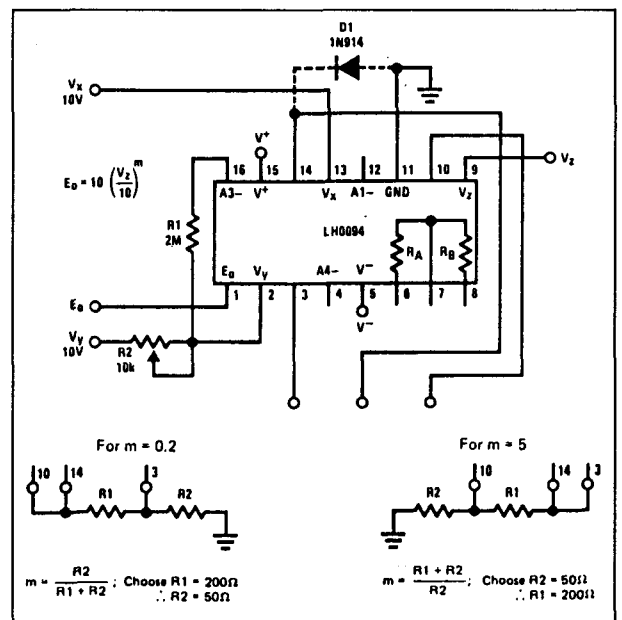 D1
1N914
Vx
10V
V+
16 15 14 13 12 11 10 9
Vz
A3- V+ Vx A1- GND Vz
Eo = 10 (Vz/10)^m
R1
2M
LH0094
RA RB
Eo Vy A4- V-
1 2 3 4 5 6 7 8
Eo
V-
Vy
10V
R2
10k
For m = 0.2
10 14 3
R1 R2
m = R2/(R1 + R2); Choose R1 = 200Ω
∴ R2 = 50Ω
For m = 5
10 14 3
R2 R1
m = (R1 + R2)/R2; Choose R2 = 50Ω
∴ R1 = 200Ω